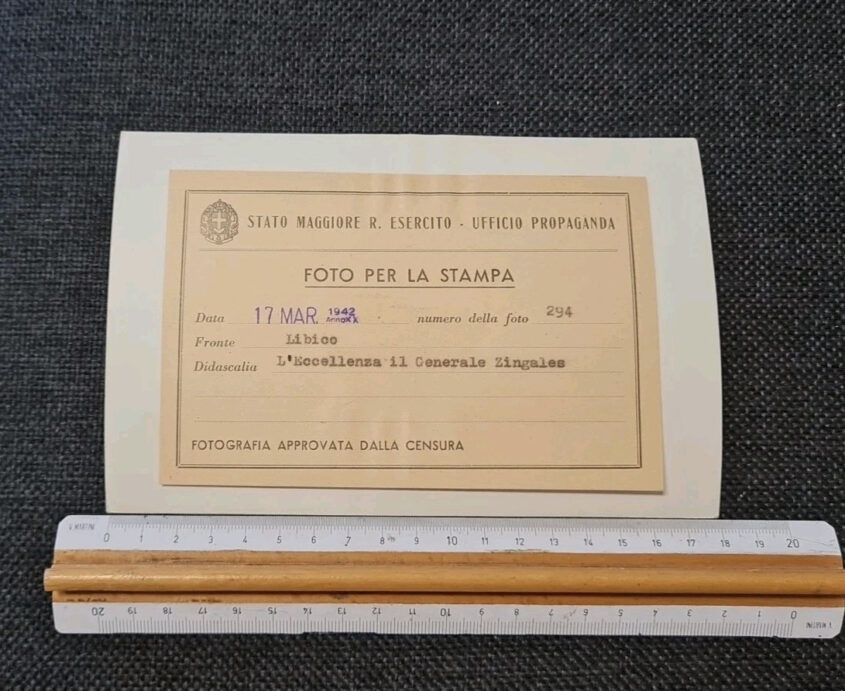 STATO MAGGIORE R. ESERCITO - UFFICIO PROPAGANDA
FOTO PER LA STAMPA
Data 17 MAR. 1942 numero della foto 294
Anno XX
Fronte Libico
Didascalia L'Eccellenza il Generale Zingales
FOTOGRAFIA APPROVATA DALLA CENSURA
0 1 2 3 4 5 6 7 8 9 10 11 12 13 14 15 16 17 18 19 20
20 19 18 17 16 15 14 13 12 11 10 9 8 7 6 5 4 3 2 1 0